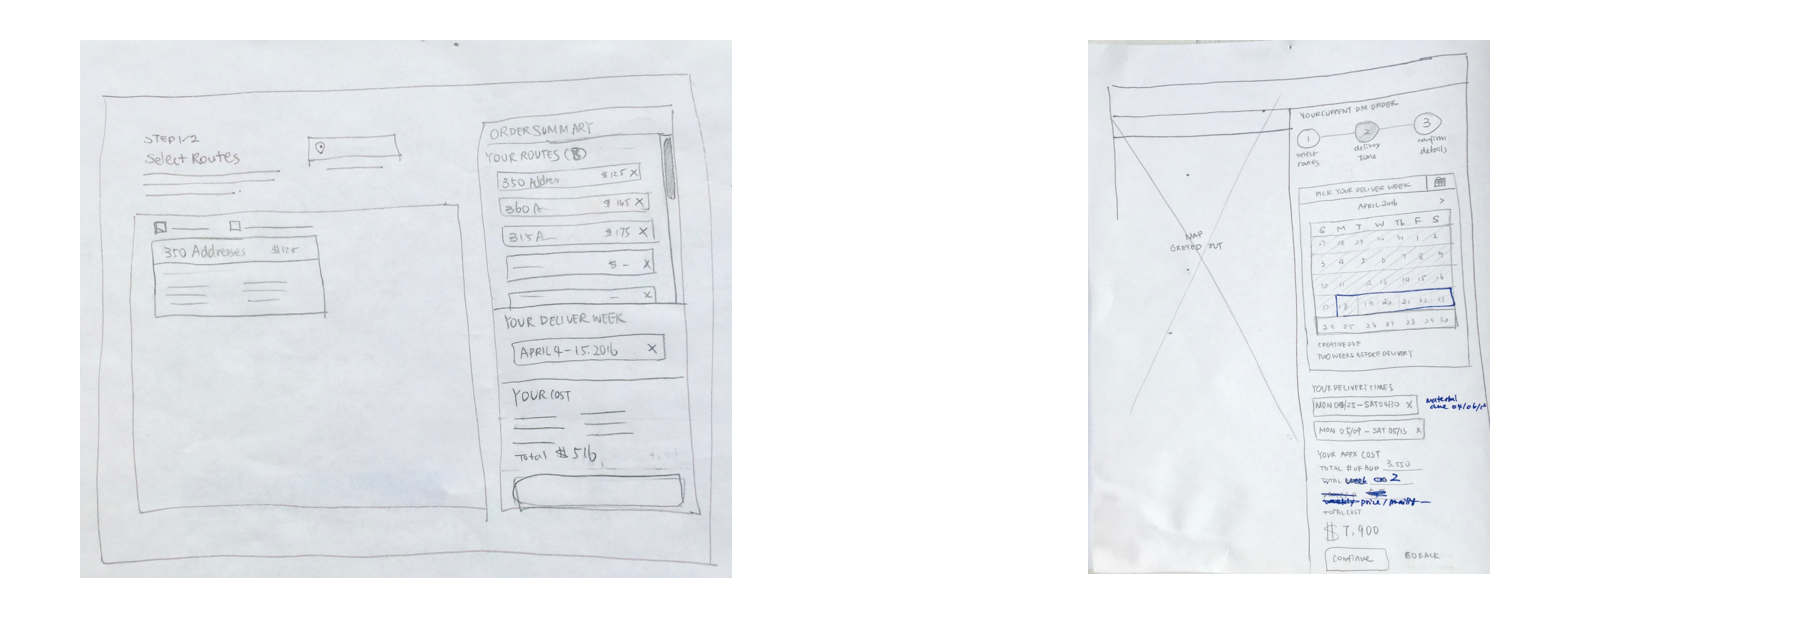 STEP 1/2
Select Routes
350 Addresses $125
ORDER SUMMARY
YOUR ROUTES (8)
350 Addres $125 X
360 A $165 X
315 A $175 X
$ - X
- X
YOUR DELIVER WEEK
APRIL 4-15.2016 X
YOUR COST
Total $516
YOUR CURRENT DM ORDER
1 2 3
select routes
delivery time
confirm details
PICK YOUR DELIVER WEEK
APRIL 2016 >
S M T W Th F S
27 28 29 30 31 1 2
3 4 5 6 7 8 9
10 11 12 13 14 15 16
17 18 19 20 21 22 23
24 25 26 27 28 29 30
MAP
GREYED OUT
CREATIVE DUE
TWO WEEKS BEFORE DELIVERY
YOUR DELIVERY TIMES
MON 04/25-SAT 04/30 X
Material
due 04/06/16
MON 05/09 - SAT 05/13 X
YOUR APPX COST
TOTAL # OF ADD 3,550
TOTAL 2
price/mailing
TOTAL COST
$7,900
Continue
GO BACK